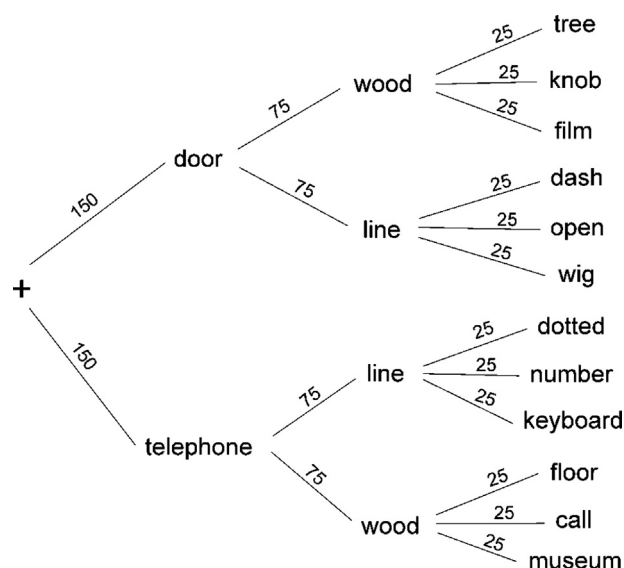 25 tree
75 wood 25 knob
25 film
door
150
75 25 dash
line 25 open
25 wig
+
25 dotted
150 75 line 25 number
25 keyboard
telephone
75 25 floor
wood 25 call
25 museum